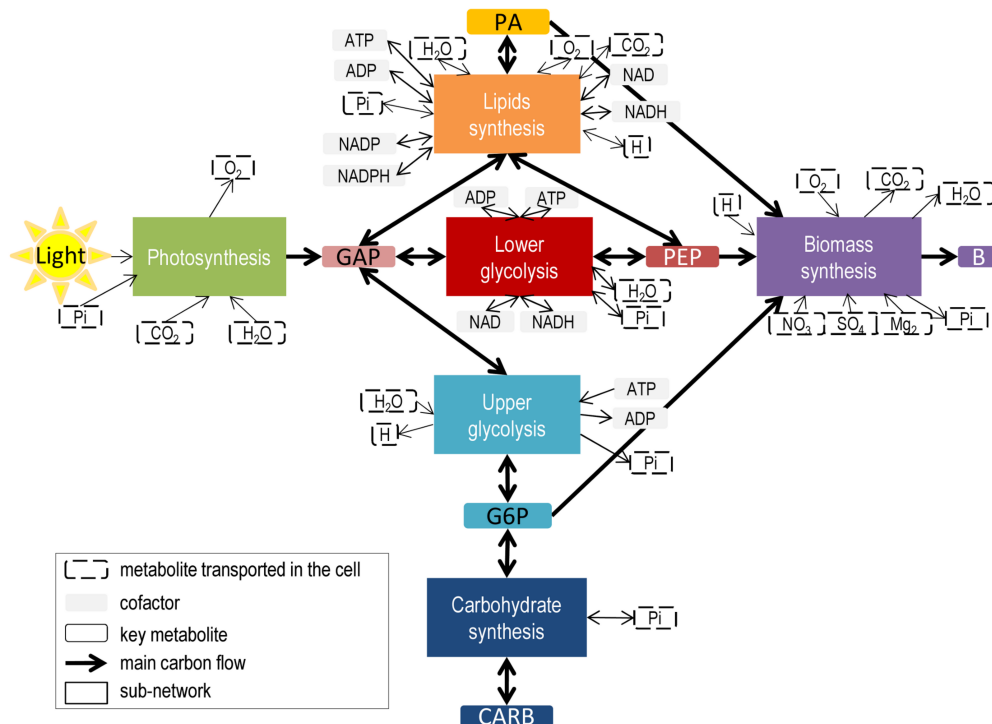 PA
ATP
H2O
O2
CO2
ADP
NAD
Pi
Lipids
synthesis
NADH
NADP
H
NADPH
O2
ADP
ATP
H
O2
CO2
H2O
Light
Photosynthesis
GAP
Lower
glycolysis
PEP
Biomass
synthesis
B
Pi
CO2
H2O
NAD
NADH
H2O
Pi
NO3
SO4
Mg2
Pi
H2O
H
Upper
glycolysis
ATP
ADP
Pi
G6P
metabolite transported in the cell
cofactor
key metabolite
main carbon flow
sub-network
Carbohydrate
synthesis
Pi
CARB